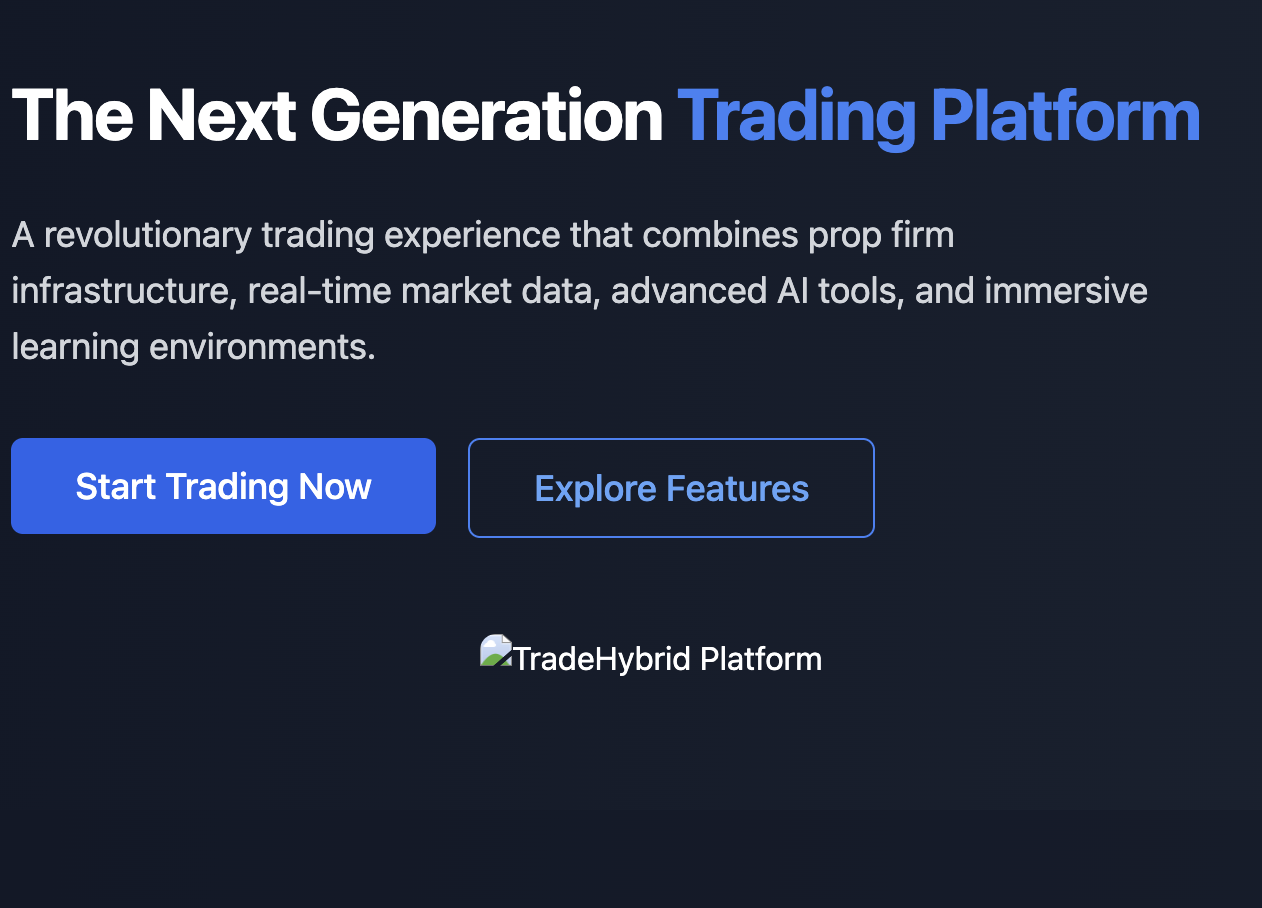 The Next Generation Trading Platform
A revolutionary trading experience that combines prop firm
infrastructure, real-time market data, advanced AI tools, and immersive
learning environments.
Start Trading Now
Explore Features
TradeHybrid Platform